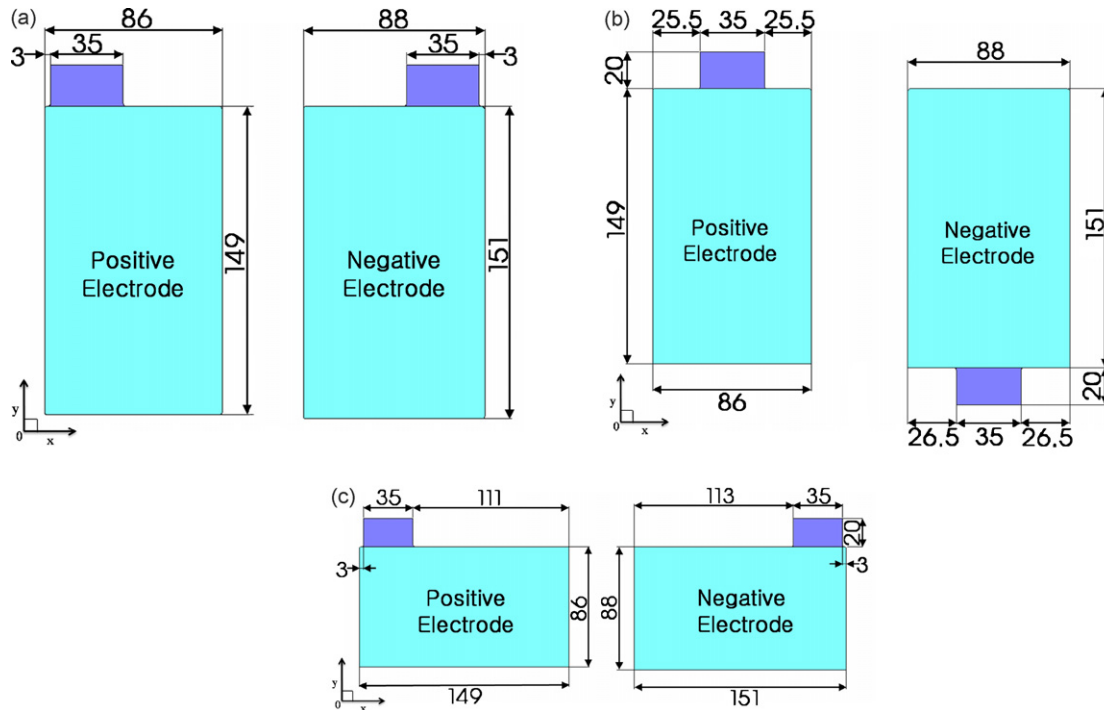 (a)
86
35
3
Positive
Electrode
149
y
0
x
88
35
3
Negative
Electrode
151
(b)
25.5 35 25.5
20
149
Positive
Electrode
86
y
0
x
88
Negative
Electrode
151
20
26.5 35 26.5
(c)
35
111
3
Positive
Electrode
86
149
y
0
x
113
35
20
3
88
Negative
Electrode
151